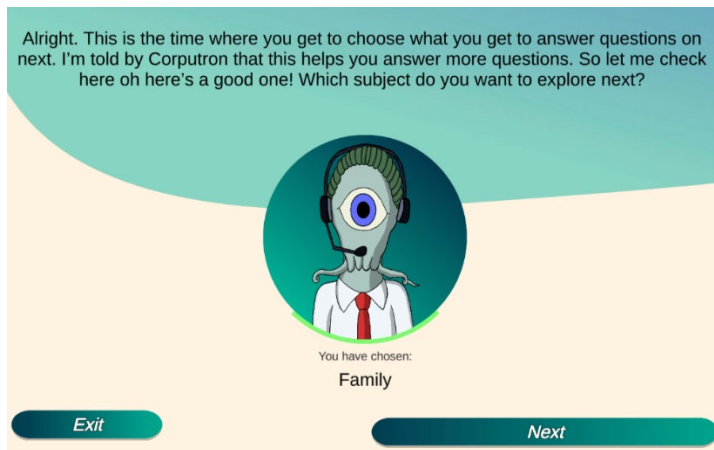 Alright. This is the time where you get to choose what you get to answer questions on
next. I'm told by Corputron that this helps you answer more questions. So let me check
here oh here's a good one! Which subject do you want to explore next?
You have chosen:
Family
Exit
Next